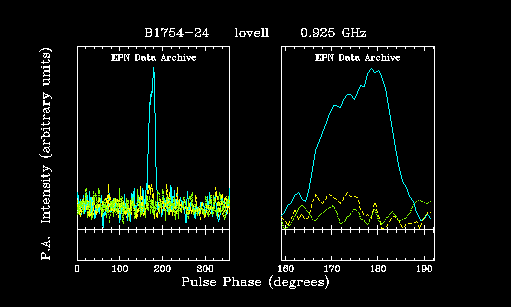 B1754-24 lovell 0.925 GHz
EPN Data Archive EPN Data Archive
P.A. Intensity (arbitrary units)
0 100 200 300 160 170 180 190
Pulse Phase (degrees)